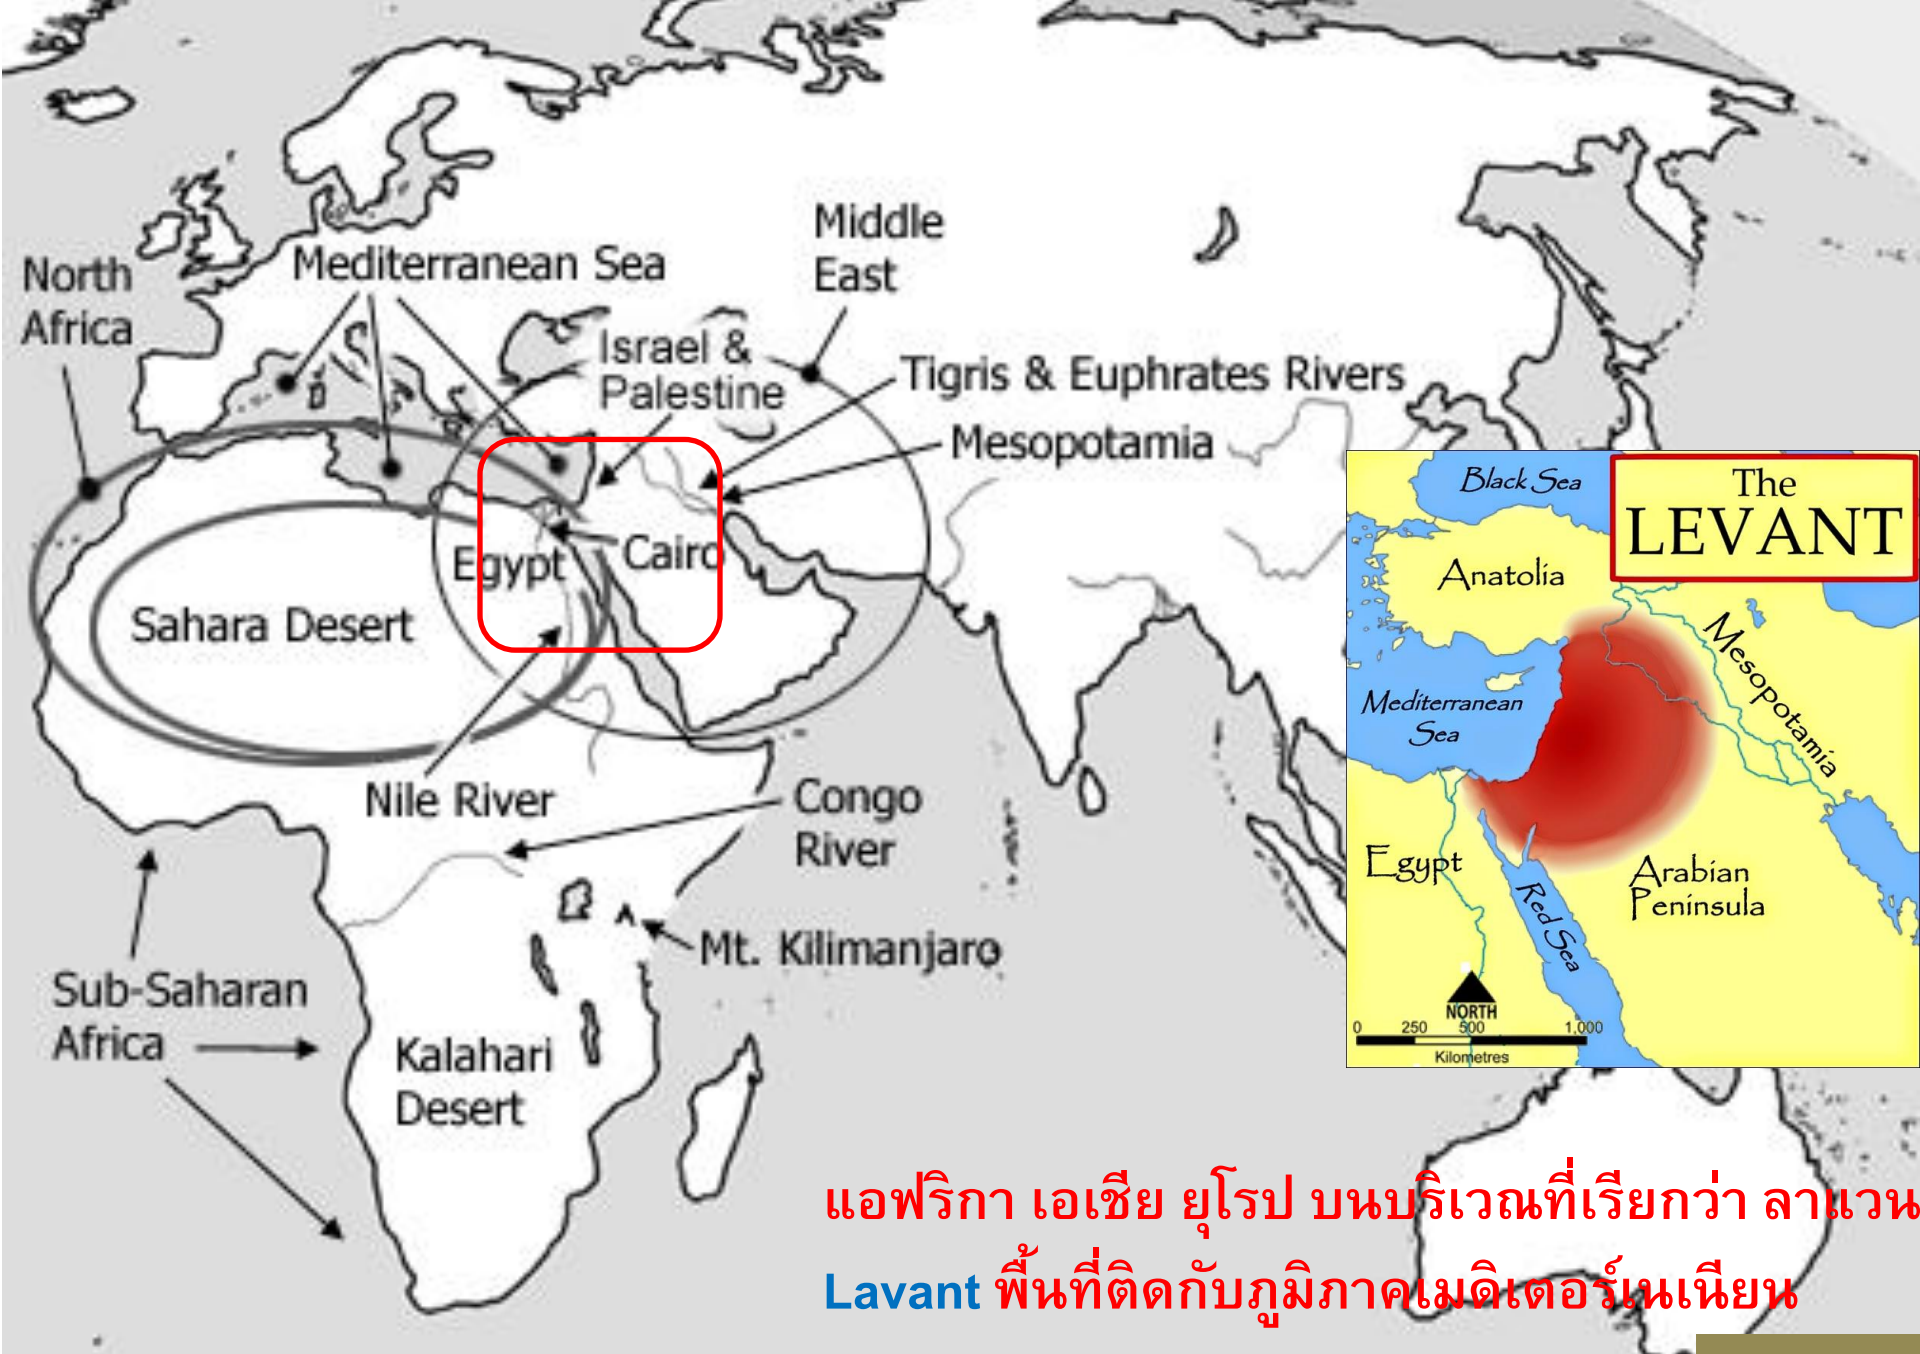 Middle
East
North
Africa
Mediterranean Sea
Israel &
Palestine
Tigris & Euphrates Rivers
Mesopotamia
Egypt
Cairo
Sahara Desert
Nile River
Congo
River
Mt. Kilimanjaro
Sub-Saharan
Africa
Kalahari
Desert
The
LEVANT
Black Sea
Anatolia
Mesopotamia
Mediterranean
Sea
Egypt
Red Sea
Arabian
Peninsula
NORTH
0 250 500 1,000
Kilometres
แอฟริกา เอเชีย ยุโรป บนบริเวณที่เรียกว่า ลาแวน
Lavant พื้นที่ติดกับภูมิภาคเมดิเตอร์เนเนียน